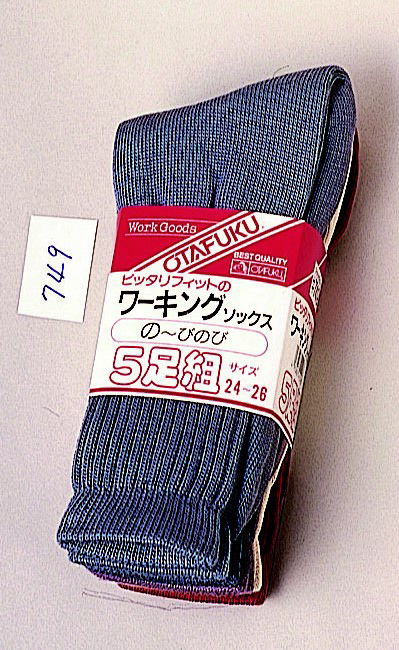 Work Goods
OTAFUKU
BEST QUALITY
OTAFUKU
ピッタリフィットの
ワーキングソックス
の〜びのび
5足組 サイズ 24~26
749